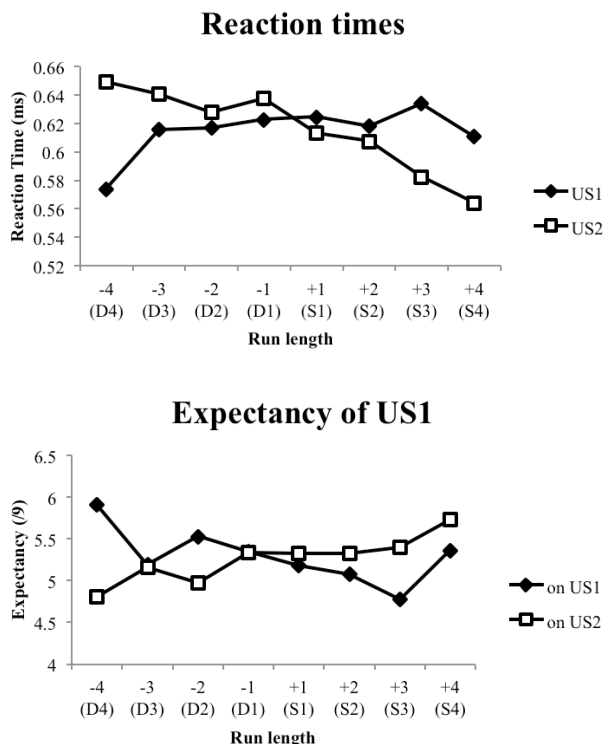 Reaction times
0.66
0.64
0.62
0.6
0.58
0.56
0.54
0.52
Reaction Time (ms)
US1
US2
-4 -3 -2 -1 +1 +2 +3 +4
(D4) (D3) (D2) (D1) (S1) (S2) (S3) (S4)
Run length
Expectancy of US1
6.5
6
5.5
5
4.5
4
Expectancy (/9)
on US1
on US2
-4 -3 -2 -1 +1 +2 +3 +4
(D4) (D3) (D2) (D1) (S1) (S2) (S3) (S4)
Run length